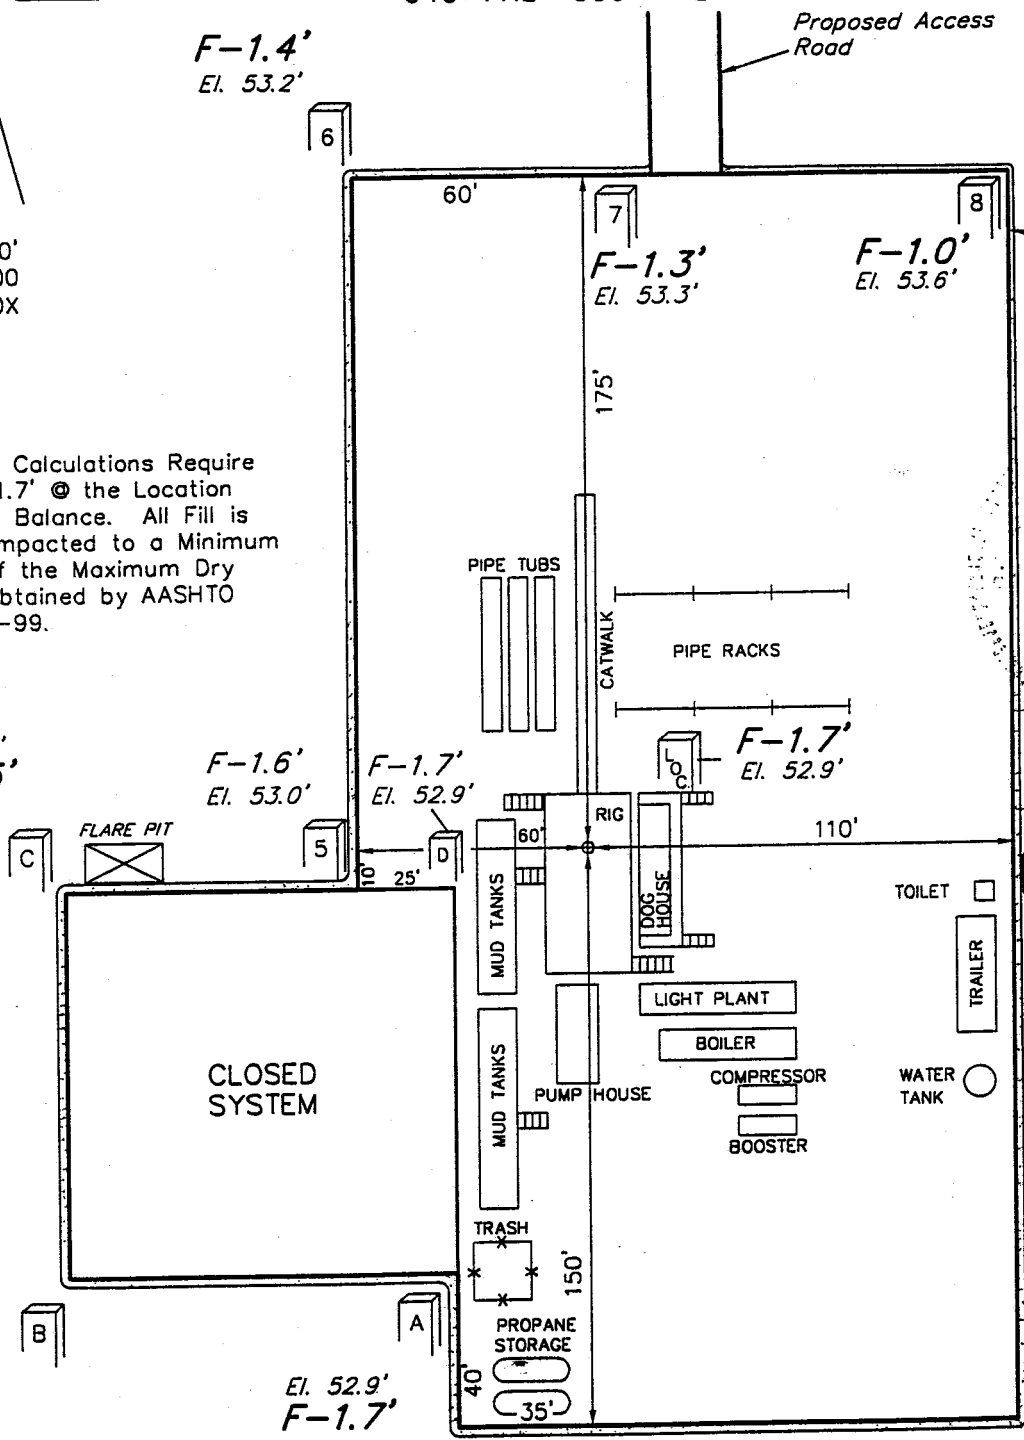 Proposed Access
Road
F-1.4'
El. 53.2'
6
60'
7
8
F-1.3'
El. 53.3'
F-1.0'
El. 53.6'
0'
00
0X
175'
Calculations Require
1.7' @ the Location
Balance. All Fill is
mpacted to a Minimum
f the Maximum Dry
btained by AASHTO
-99.
PIPE TUBS
CATWALK
PIPE RACKS
F-1.6'
El. 53.0'
F-1.7'
El. 52.9'
LOC.
F-1.7'
El. 52.9'
FLARE PIT
C
5
D
60'
RIG
110'
10'
25'
MUD TANKS
DOG
HOUSE
TOILET
TRAILER
LIGHT PLANT
BOILER
COMPRESSOR
BOOSTER
WATER
TANK
PUMP HOUSE
CLOSED
SYSTEM
MUD TANKS
TRASH
150'
B
A
PROPANE
STORAGE
40'
35'
El. 52.9'
F-1.7'